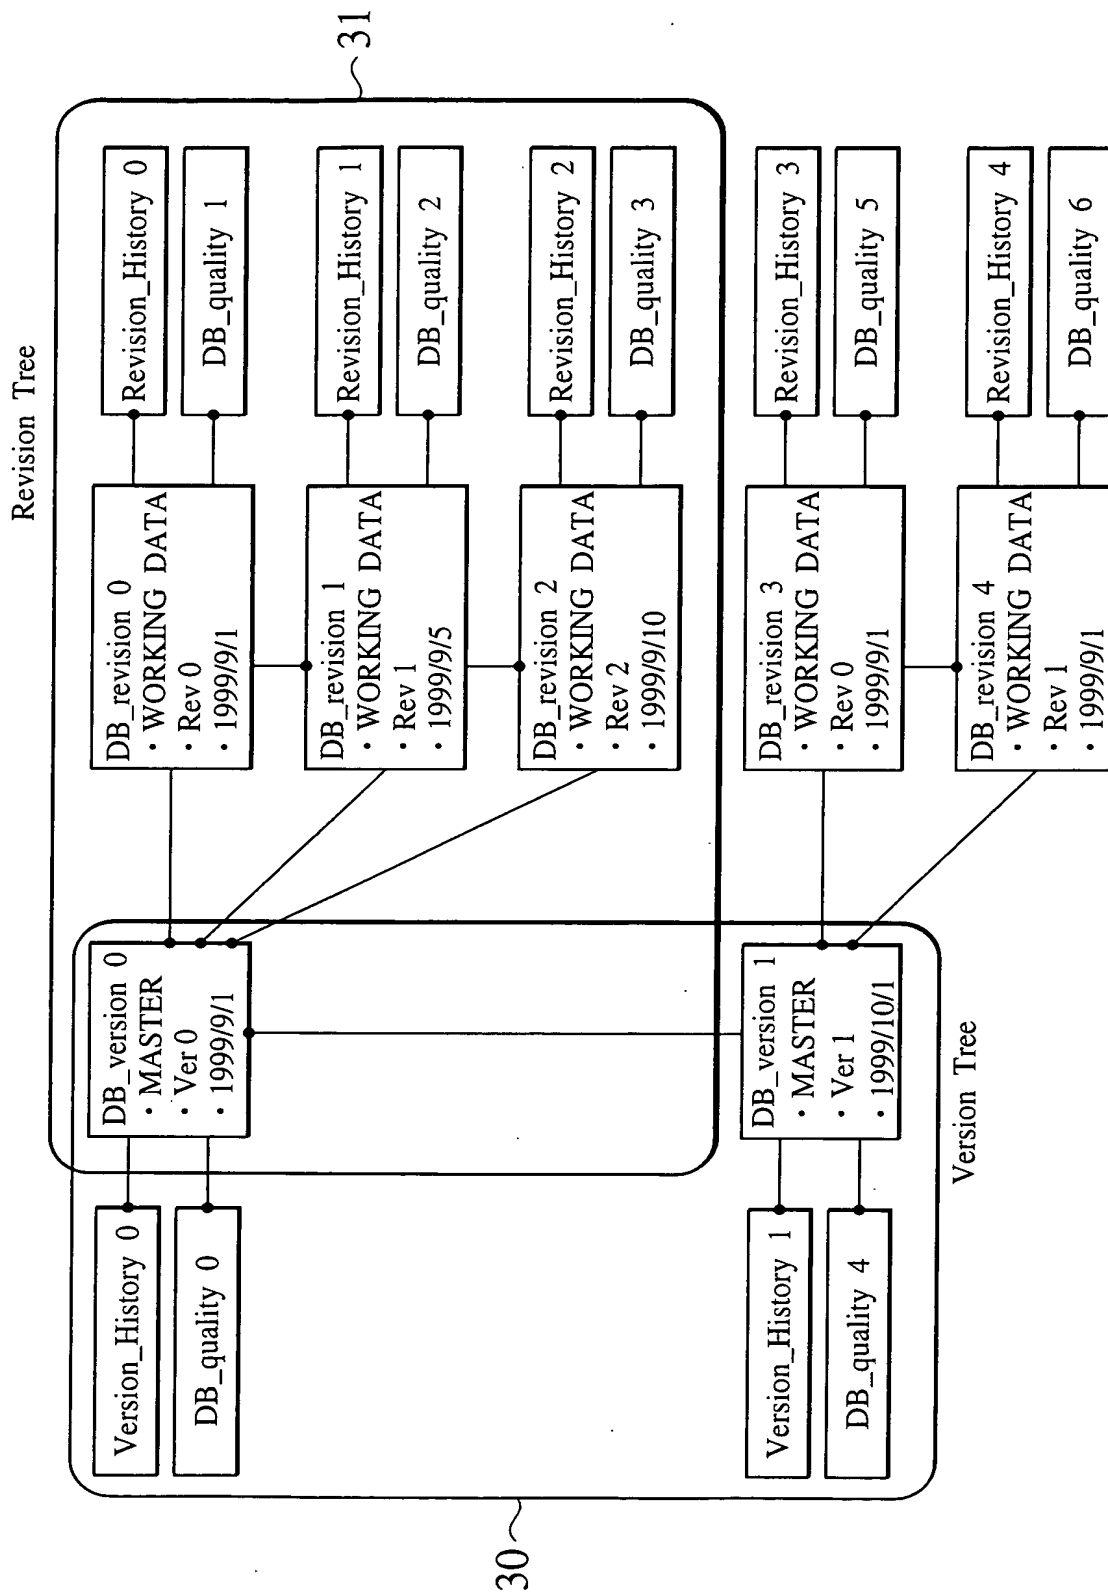 Revision Tree
31
Version_History 0
DB_quality 0
DB_version 0
・MASTER
・Ver 0
・1999/9/1
DB_revision 0
・WORKING DATA
・Rev 0
・1999/9/1
Revision_History 0
DB_quality 1
DB_revision 1
・WORKING DATA
・Rev 1
・1999/9/5
Revision_History 1
DB_quality 2
DB_revision 2
・WORKING DATA
・Rev 2
・1999/9/10
Revision_History 2
DB_quality 3
Version_History 1
DB_quality 4
DB_version 1
・MASTER
・Ver 1
・1999/10/1
DB_revision 3
・WORKING DATA
・Rev 0
・1999/9/1
Revision_History 3
DB_quality 5
DB_revision 4
・WORKING DATA
・Rev 1
・1999/9/1
Revision_History 4
DB_quality 6
30
Version Tree